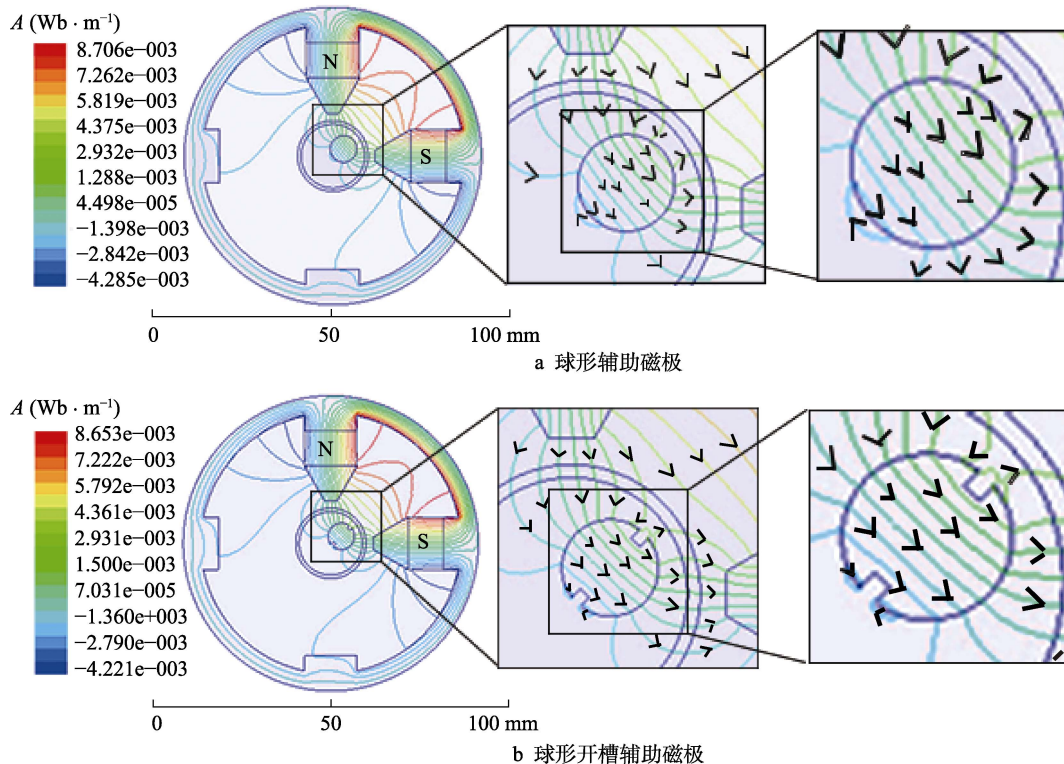 A (Wb · m⁻¹)
8.706e−003
7.262e−003
5.819e−003
4.375e−003
2.932e−003
1.288e−003
4.498e−005
−1.398e−003
−2.842e−003
−4.285e−003
N
S
0 50 100 mm
a 球形辅助磁极
A (Wb · m⁻¹)
8.653e−003
7.222e−003
5.792e−003
4.361e−003
2.931e−003
1.500e−003
7.031e−005
−1.360e+003
−2.790e−003
−4.221e−003
N
S
0 50 100 mm
b 球形开槽辅助磁极